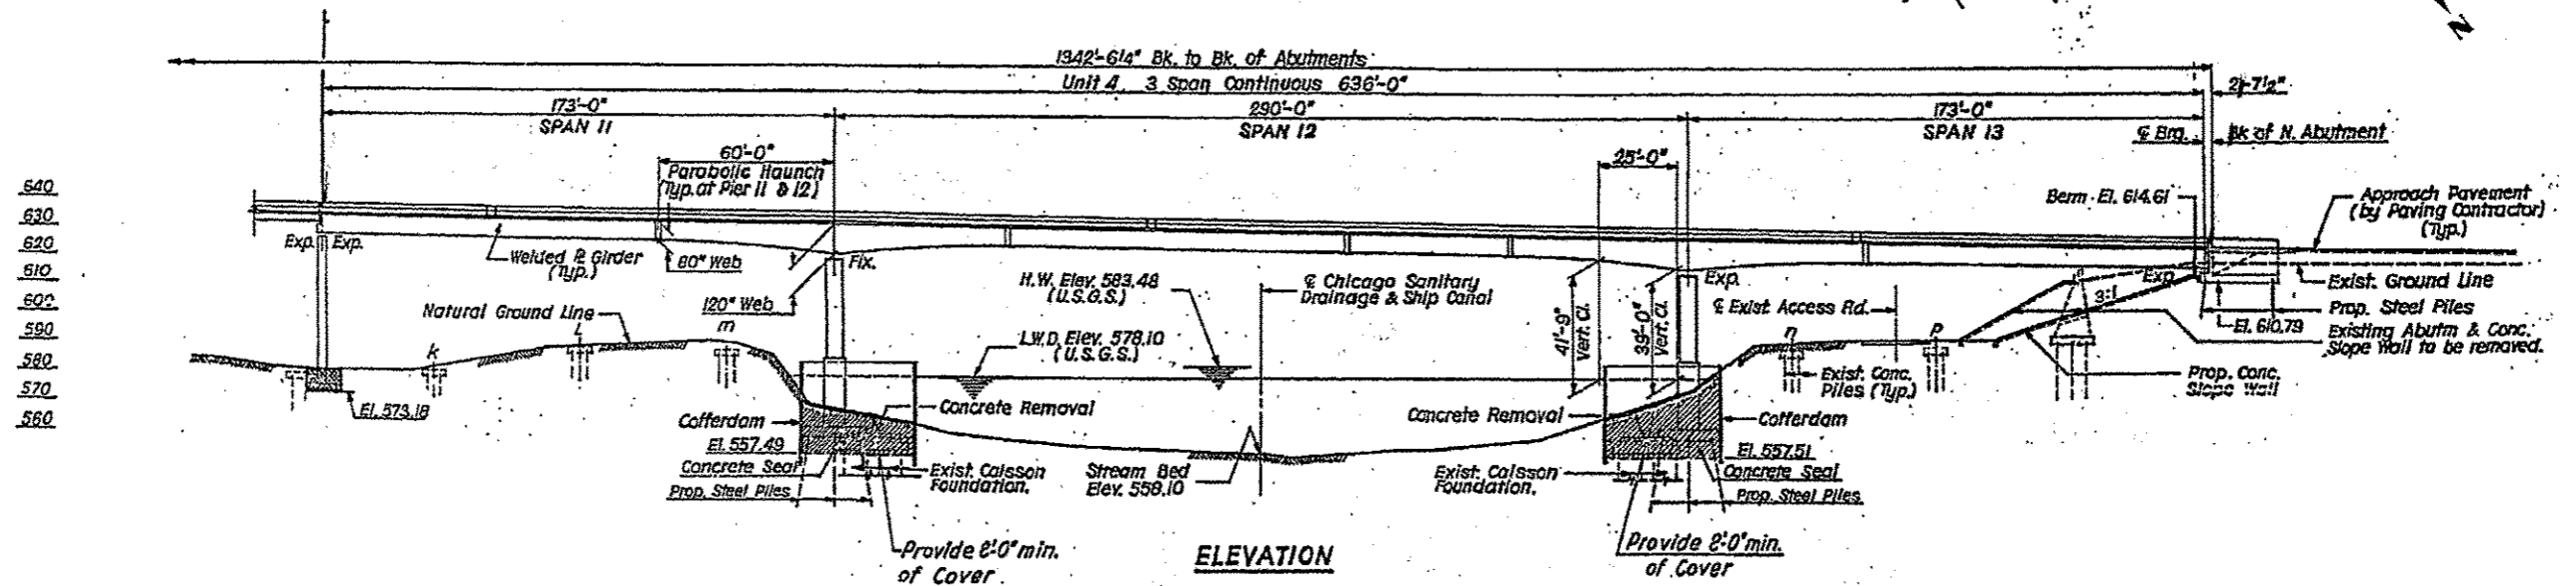 N
1342'-6¼" Bk. to Bk. of Abutments
Unit 4, 3 Span Continuous 636'-0"
2'-7½"
173'-0"
SPAN 11
290'-0"
SPAN 12
173'-0"
SPAN 13
℄ Brg.
Bk of N. Abutment
60'-0"
Parabolic Haunch
(Typ. at Pier 11 & 12)
25'-0"
640
630
620
610
600
590
580
570
560
Berm El. 614.61
Approach Pavement
(by Paving Contractor)
(Typ.)
Exp.
Exp.
Welded ℄ Girder
(Typ.)
80" Web
Fix.
120" Web
H.W. Elev. 583.48
(U.S.G.S.)
℄ Chicago Sanitary
Drainage & Ship Canal
Exp.
Exp.
3:1
Exist. Ground Line
Prop. Steel Piles
El. 610.79
Existing Abutm & Conc.
Slope Wall to be removed.
Natural Ground Line
L.W.D. Elev. 578.10
(U.S.G.S.)
41'-9"
Vert. Cl.
39'-0"
Vert. Cl.
℄ Exist Access Rd.
k
l
m
n
p
Exist. Conc.
Piles (Typ.)
Prop. Conc.
Slope Wall
El. 573.18
Concrete Removal
Concrete Removal
Cofferdam
Cofferdam
El. 557.49
El. 557.51
Concrete Seal
Concrete Seal
Prop. Steel Piles
Prop. Steel Piles
Exist. Caisson
Foundation.
Stream Bed
Elev. 558.10
Exist. Caisson
Foundation.
Provide 2'-0" min.
of Cover
ELEVATION
Provide 2'-0" min.
of Cover